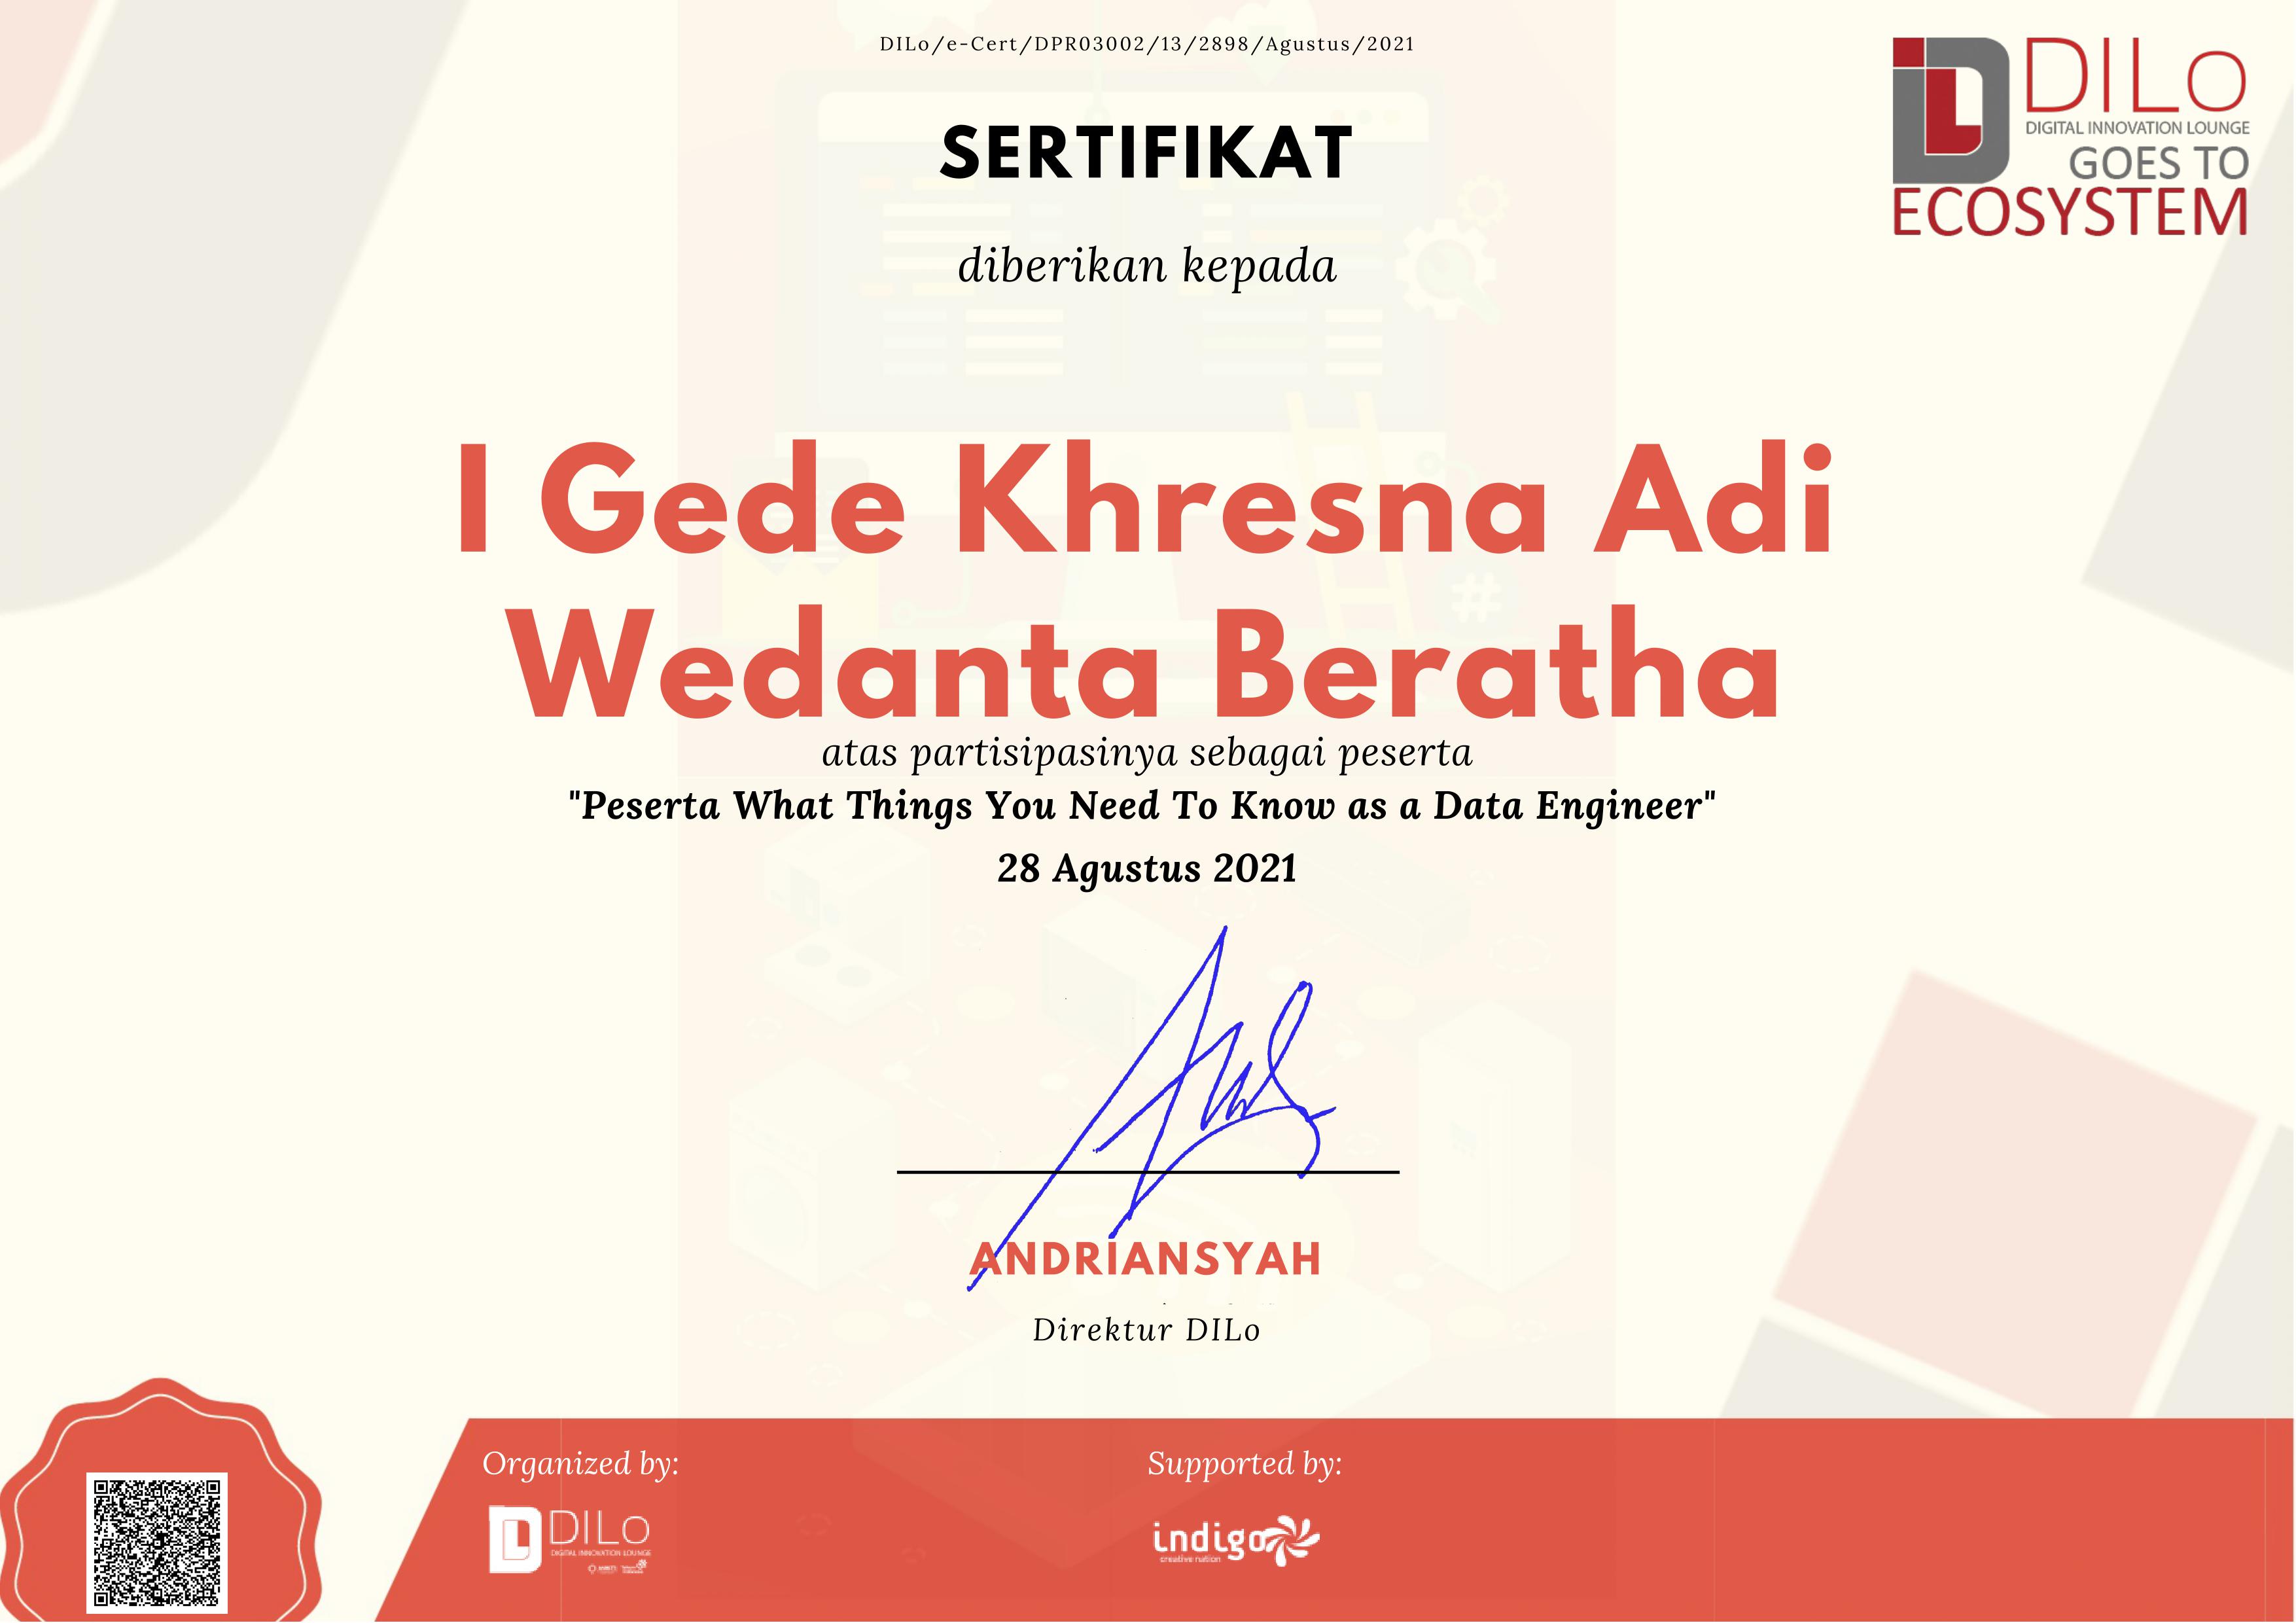 DILo/e-Cert/DPR03002/13/2898/Agustus/2021
DILo
DIGITAL INNOVATION LOUNGE
GOES TO
ECOSYSTEM
SERTIFIKAT
diberikan kepada
I Gede Khresna Adi
Wedanta Beratha
atas partisipasinya sebagai peserta
"Peserta What Things You Need To Know as a Data Engineer"
28 Agustus 2021
ANDRIANSYAH
Direktur DILo
Organized by:
DILo
DIGITAL INNOVATION LOUNGE
Supported by:
indigo
creative nation